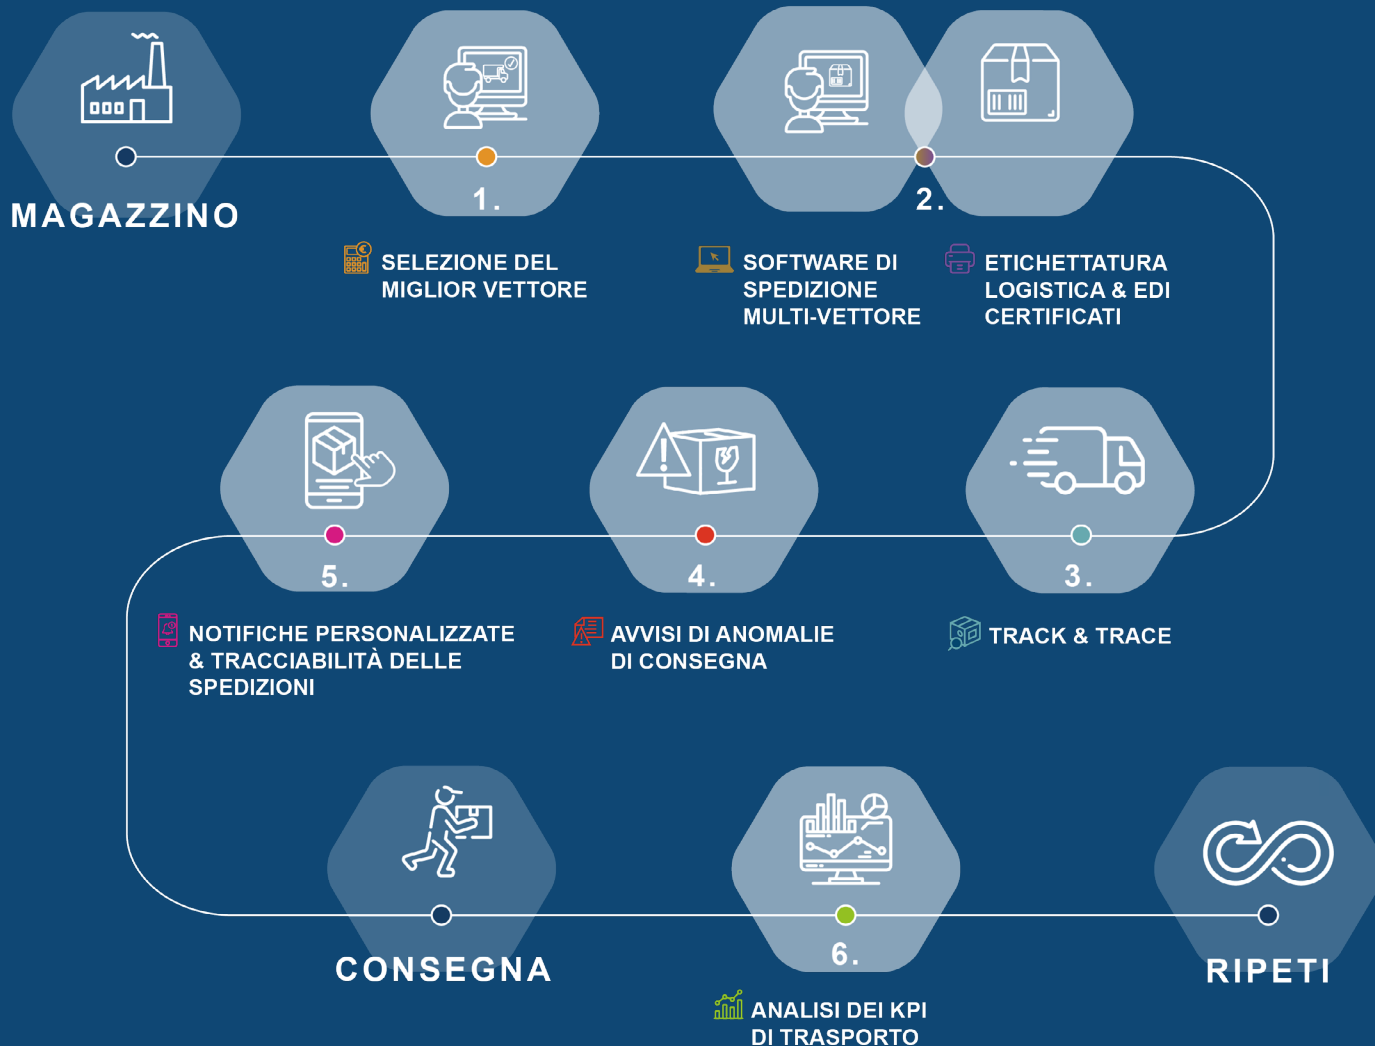 MAGAZZINO
1.
SELEZIONE DEL
MIGLIOR VETTORE
2.
SOFTWARE DI
SPEDIZIONE
MULTI-VETTORE
ETICHETTATURA
LOGISTICA & EDI
CERTIFICATI
3.
TRACK & TRACE
4.
AVVISI DI ANOMALIE
DI CONSEGNA
5.
NOTIFICHE PERSONALIZZATE
& TRACCIABILITÀ DELLE
SPEDIZIONI
CONSEGNA
6.
ANALISI DEI KPI
DI TRASPORTO
RIPETI